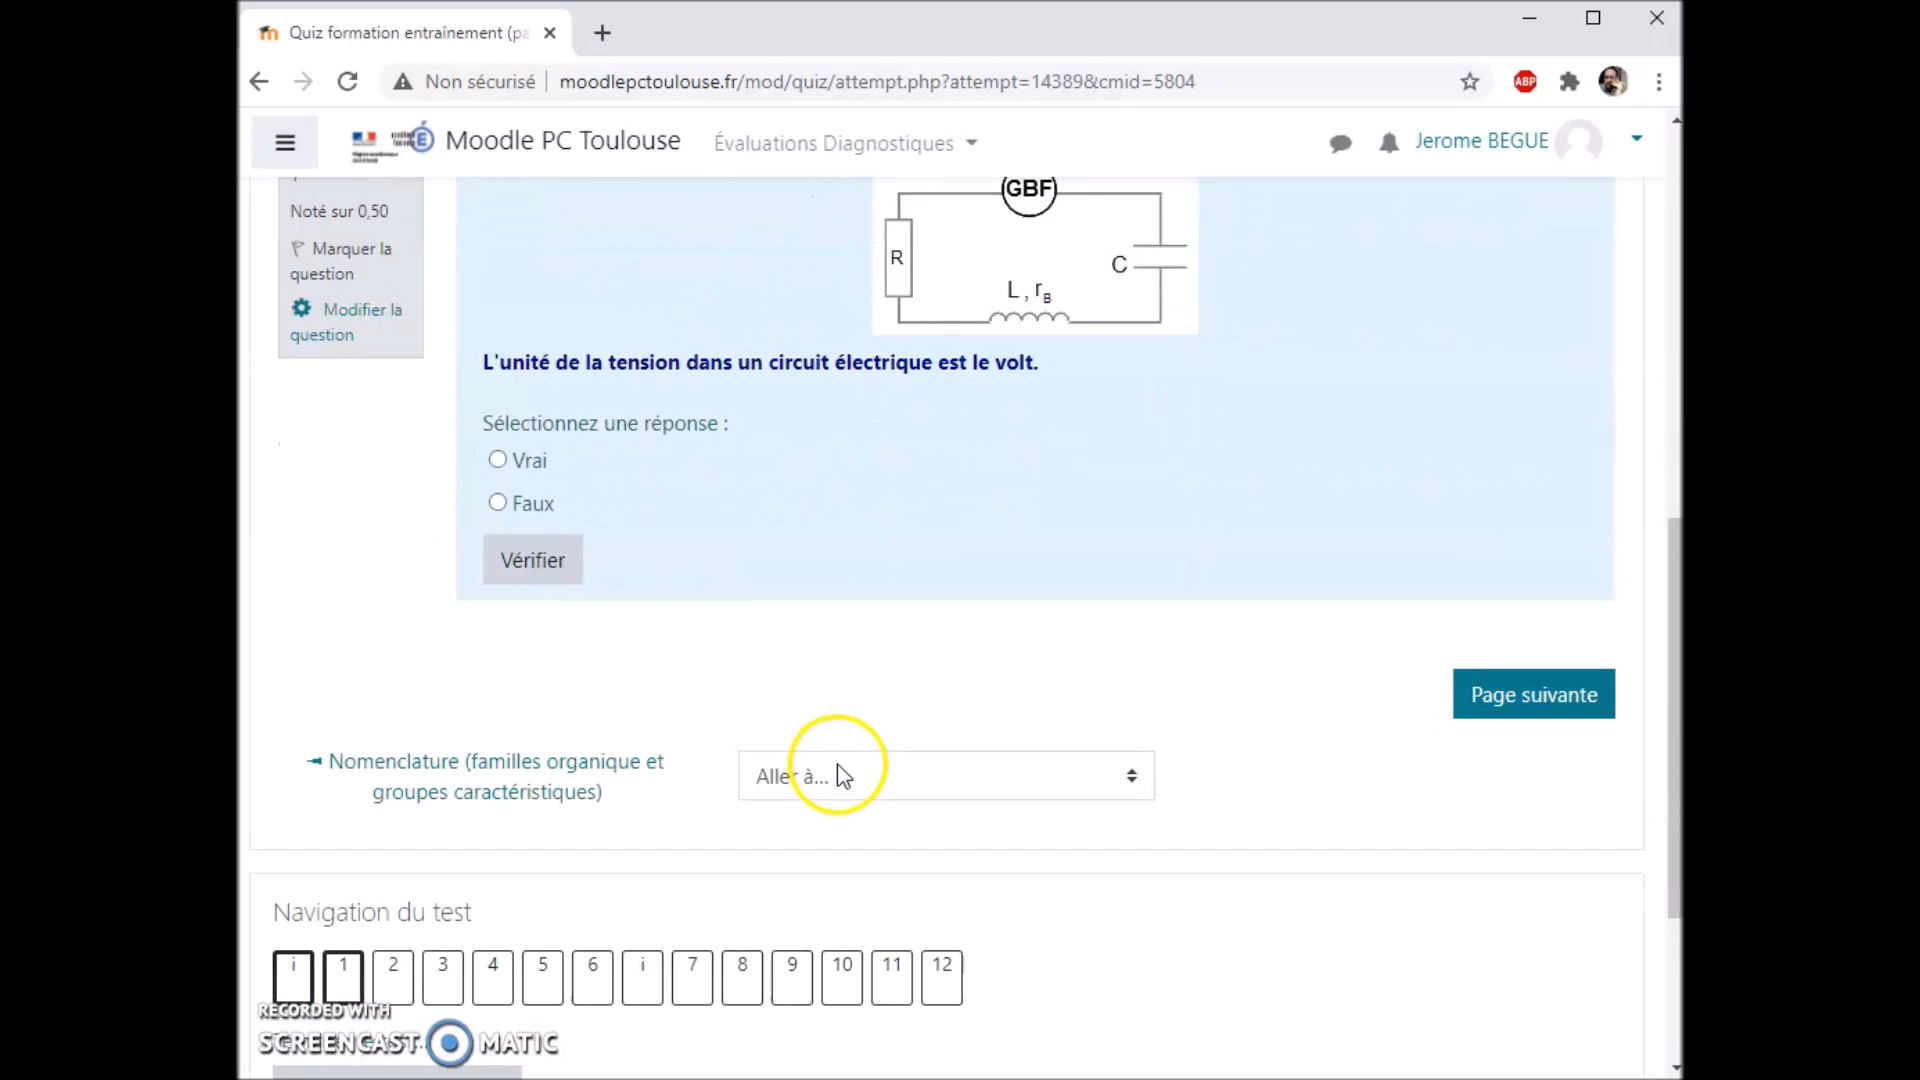 Quiz formation entraînement (pa
Non sécurisé
moodlepctoulouse.fr/mod/quiz/attempt.php?attempt=14389&cmid=5804
ABP
Moodle PC Toulouse
Évaluations Diagnostiques
Jerome BEGUE
Noté sur 0,50
Marquer la
question
Modifier la
question
GBF
R
C
L , rB
L'unité de la tension dans un circuit électrique est le volt.
Sélectionnez une réponse :
Vrai
Faux
Vérifier
Page suivante
◄ Nomenclature (familles organique et
groupes caractéristiques)
Aller à...
Navigation du test
i 1 2 3 4 5 6 i 7 8 9 10 11 12
RECORDED WITH
SCREENCAST MATIC